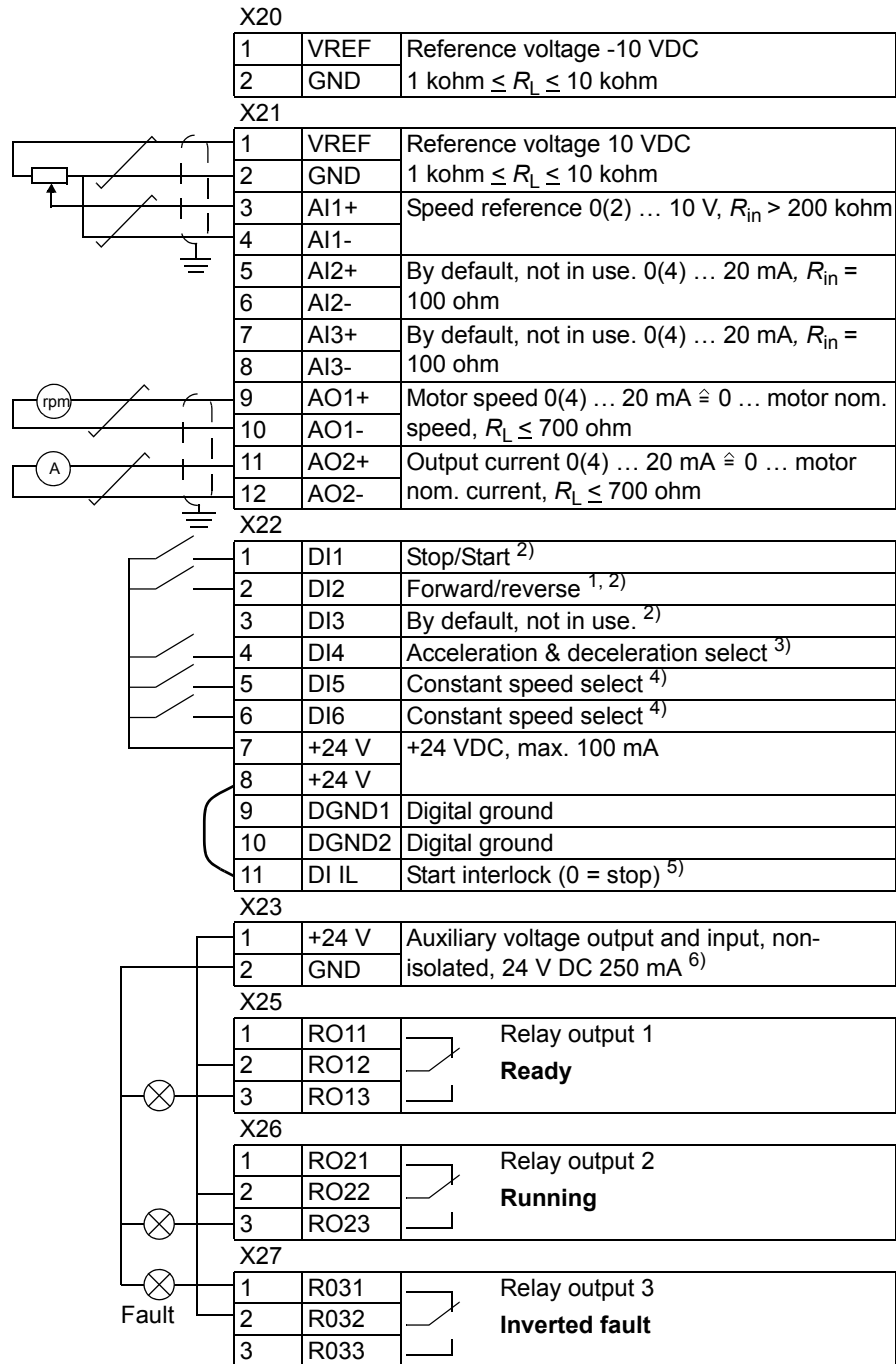 X20
1 VREF Reference voltage -10 VDC
2 GND 1 kohm ≤ RL ≤ 10 kohm
X21
1 VREF Reference voltage 10 VDC
2 GND 1 kohm ≤ RL ≤ 10 kohm
3 AI1+ Speed reference 0(2) … 10 V, Rin > 200 kohm
4 AI1-
5 AI2+ By default, not in use. 0(4) … 20 mA, Rin =
6 AI2- 100 ohm
7 AI3+ By default, not in use. 0(4) … 20 mA, Rin =
8 AI3- 100 ohm
rpm 9 AO1+ Motor speed 0(4) … 20 mA ≙ 0 … motor nom.
10 AO1- speed, RL ≤ 700 ohm
A 11 AO2+ Output current 0(4) … 20 mA ≙ 0 … motor
12 AO2- nom. current, RL ≤ 700 ohm
X22
1 DI1 Stop/Start 2)
2 DI2 Forward/reverse 1, 2)
3 DI3 By default, not in use. 2)
4 DI4 Acceleration & deceleration select 3)
5 DI5 Constant speed select 4)
6 DI6 Constant speed select 4)
7 +24 V +24 VDC, max. 100 mA
8 +24 V
9 DGND1 Digital ground
10 DGND2 Digital ground
11 DI IL Start interlock (0 = stop) 5)
X23
1 +24 V Auxiliary voltage output and input, non-
2 GND isolated, 24 V DC 250 mA 6)
X25
1 RO11 Relay output 1
2 RO12 Ready
3 RO13
X26
1 RO21 Relay output 2
2 RO22 Running
3 RO23
X27
1 R031 Relay output 3
Fault 2 R032 Inverted fault
3 R033